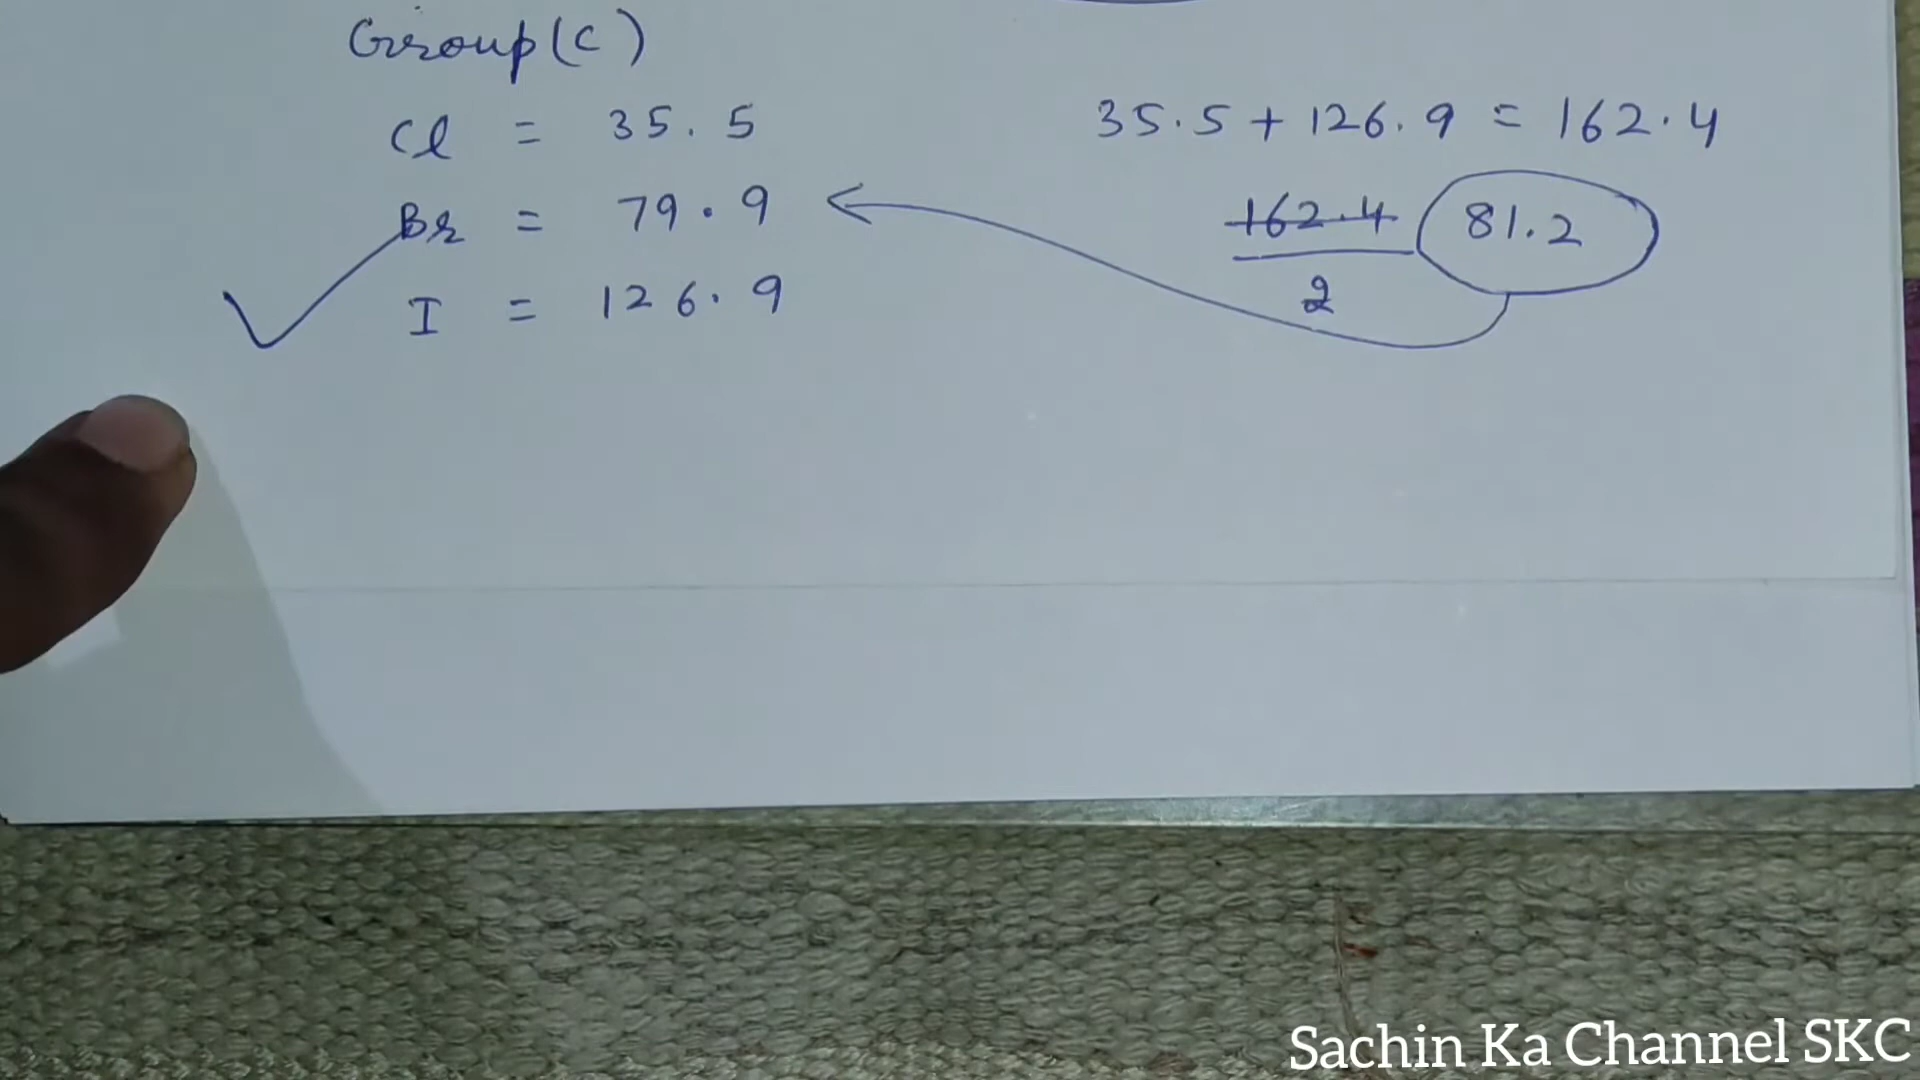 Group (C)
Cl = 35.5
Br = 79.9
I = 126.9
35.5 + 126.9 = 162.4
162.4
2
81.2
Sachin Ka Channel SKC